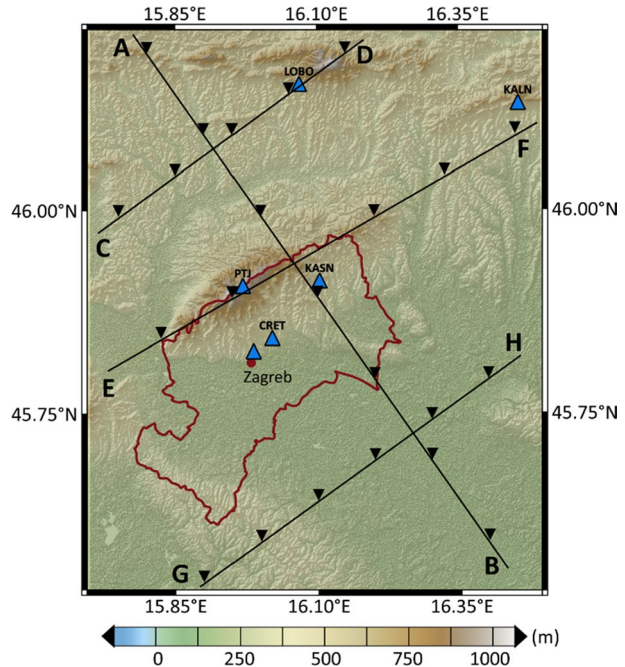 15.85°E 16.10°E 16.35°E
A
D
LOBO
KALN
F
46.00°N 46.00°N
C
PTJ
KASN
CRET
H
E
Zagreb
45.75°N 45.75°N
G
B
15.85°E 16.10°E 16.35°E
(m)
0 250 500 750 1000